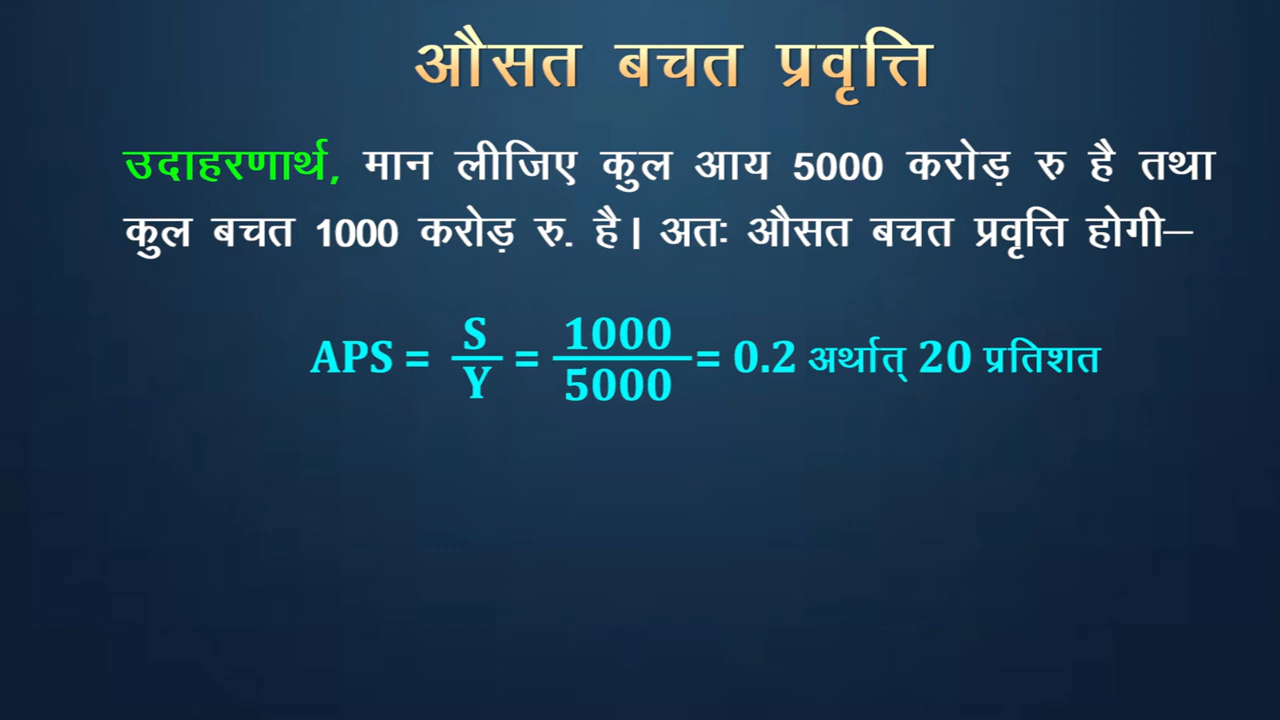 औसत बचत प्रवृत्ति
उदाहरणार्थ, मान लीजिए कुल आय 5000 करोड़ रु है तथा
कुल बचत 1000 करोड़ रु. है। अतः औसत बचत प्रवृत्ति होगी—
APS = S/Y = 1000/5000 = 0.2 अर्थात् 20 प्रतिशत